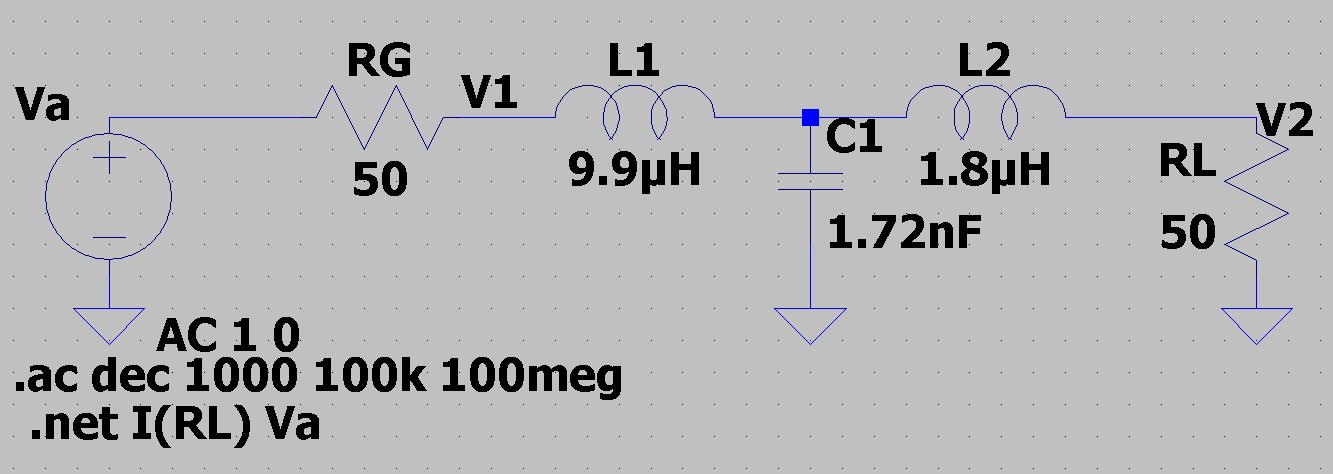 RG
L1
L2
Va
V1
V2
C1
50
9.9µH
1.8µH
RL
1.72nF
50
AC 1 0
.ac dec 1000 100k 100meg
.net I(RL) Va